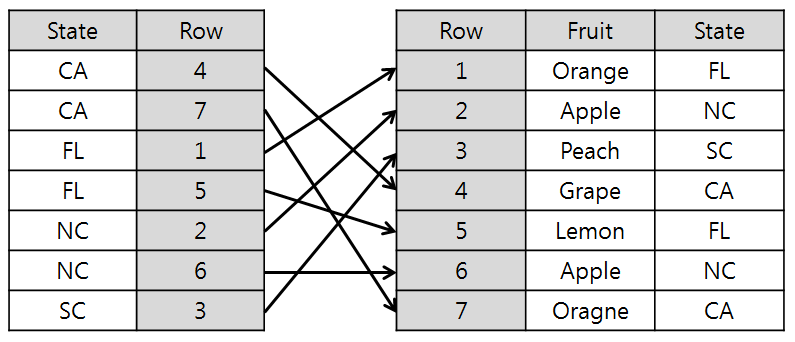 State Row Row Fruit State
CA 4 1 Orange FL
CA 7 2 Apple NC
FL 1 3 Peach SC
FL 5 4 Grape CA
NC 2 5 Lemon FL
NC 6 6 Apple NC
SC 3 7 Oragne CA